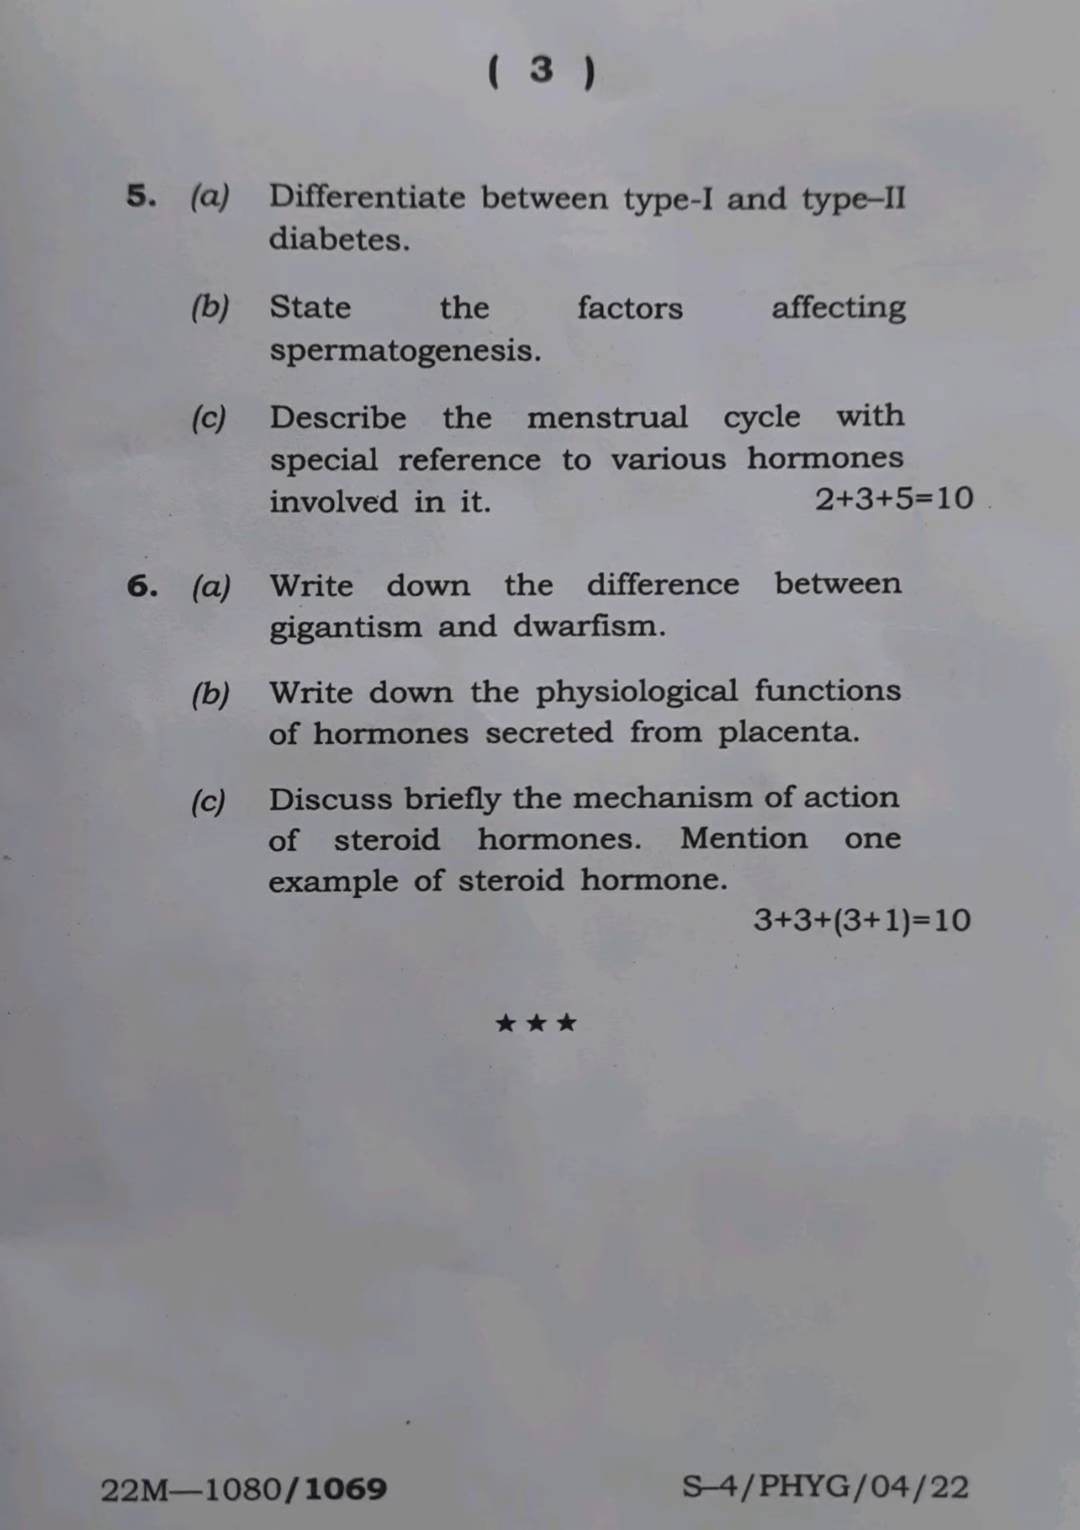 ( 3 )
5. (a) Differentiate between type-I and type–II
diabetes.
(b) State the factors affecting
spermatogenesis.
(c) Describe the menstrual cycle with
special reference to various hormones
involved in it. 2+3+5=10
6. (a) Write down the difference between
gigantism and dwarfism.
(b) Write down the physiological functions
of hormones secreted from placenta.
(c) Discuss briefly the mechanism of action
of steroid hormones. Mention one
example of steroid hormone.
3+3+(3+1)=10
★ ★ ★
22M—1080/1069 S–4/PHYG/04/22